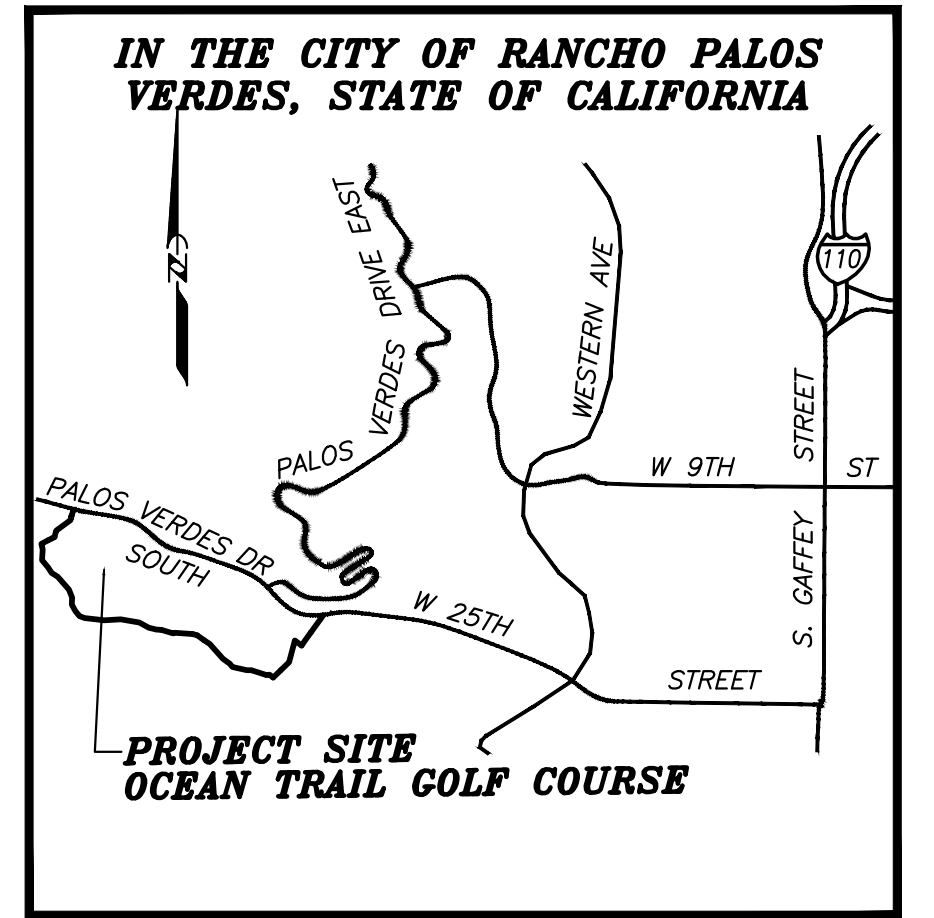 IN THE CITY OF RANCHO PALOS
VERDES, STATE OF CALIFORNIA
N
PALOS VERDES DRIVE EAST
WESTERN AVE
110
S. GAFFEY STREET
W 9TH ST
PALOS VERDES DR
SOUTH
W 25TH STREET
PROJECT SITE
OCEAN TRAIL GOLF COURSE